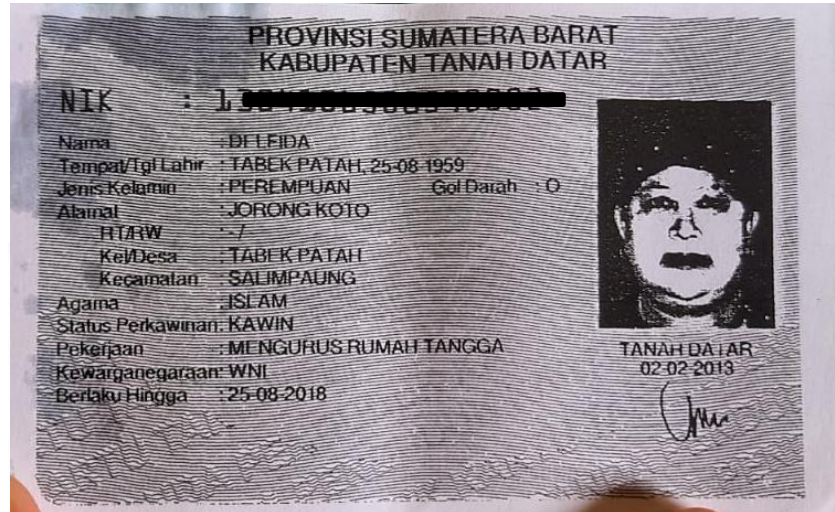 PROVINSI SUMATERA BARAT
KABUPATEN TANAH DATAR
NIK :
Nama : DELFIDA
Tempat/Tgl Lahir : TABEK PATAH, 25-08-1959
Jenis Kelamin : PEREMPUAN Gol Darah : O
Alamat : JORONG KOTO
RT/RW : - /
Kel/Desa : TABEK PATAH
Kecamatan : SALIMPAUNG
Agama : ISLAM
Status Perkawinan: KAWIN
Pekerjaan : MENGURUS RUMAH TANGGA
Kewarganegaraan: WNI
Berlaku Hingga : 25-08-2018
TANAH DATAR
02-02-2013